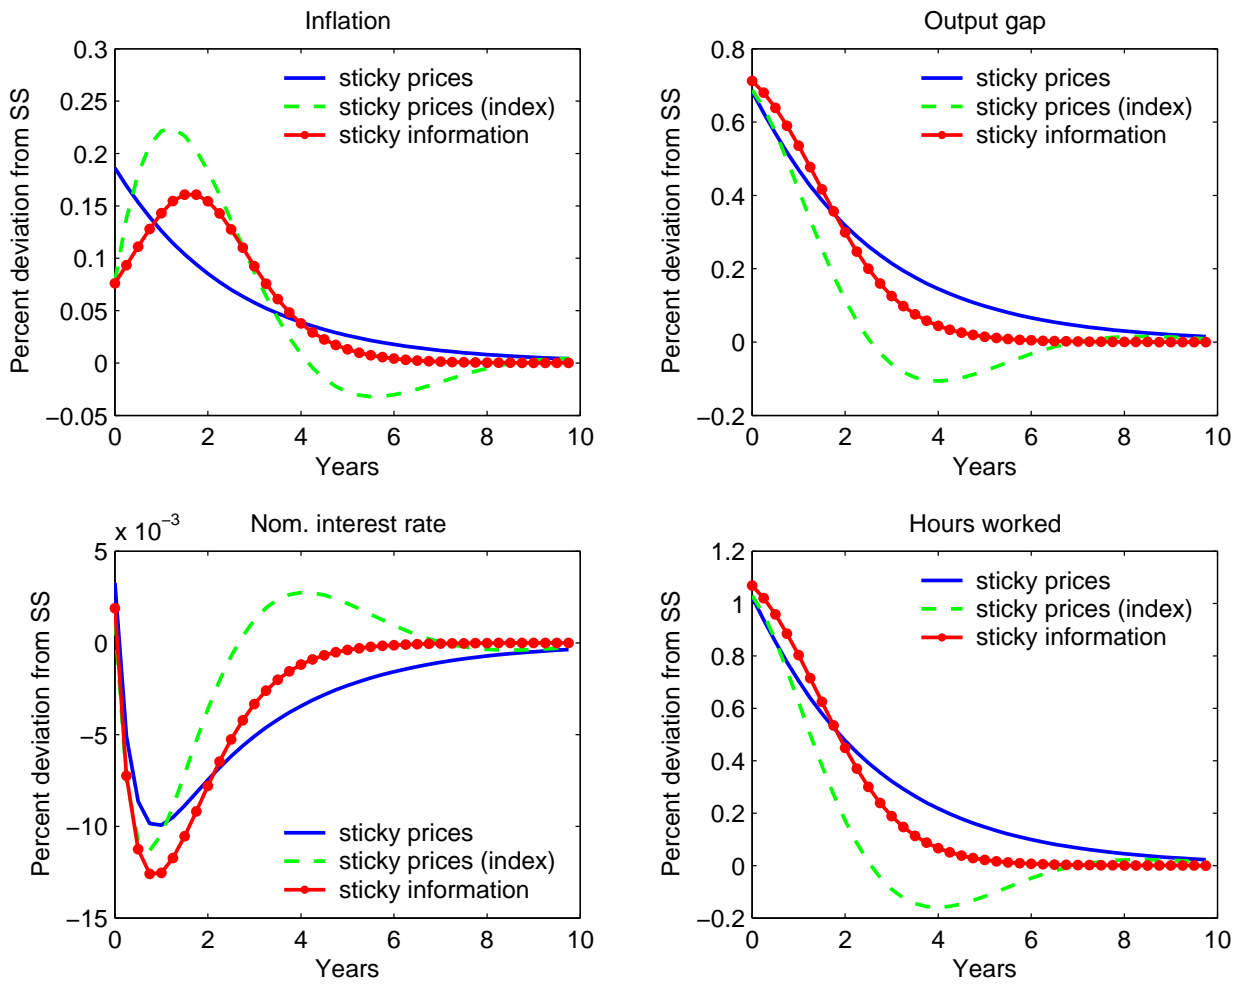 Inflation
Percent deviation from SS
0.3
0.25
0.2
0.15
0.1
0.05
0
−0.05
sticky prices
sticky prices (index)
sticky information
0 2 4 6 8 10
Years
Output gap
Percent deviation from SS
0.8
0.6
0.4
0.2
0
−0.2
sticky prices
sticky prices (index)
sticky information
0 2 4 6 8 10
Years
Nom. interest rate
x 10−3
Percent deviation from SS
5
0
−5
−10
−15
sticky prices
sticky prices (index)
sticky information
0 2 4 6 8 10
Years
Hours worked
Percent deviation from SS
1.2
1
0.8
0.6
0.4
0.2
0
−0.2
sticky prices
sticky prices (index)
sticky information
0 2 4 6 8 10
Years